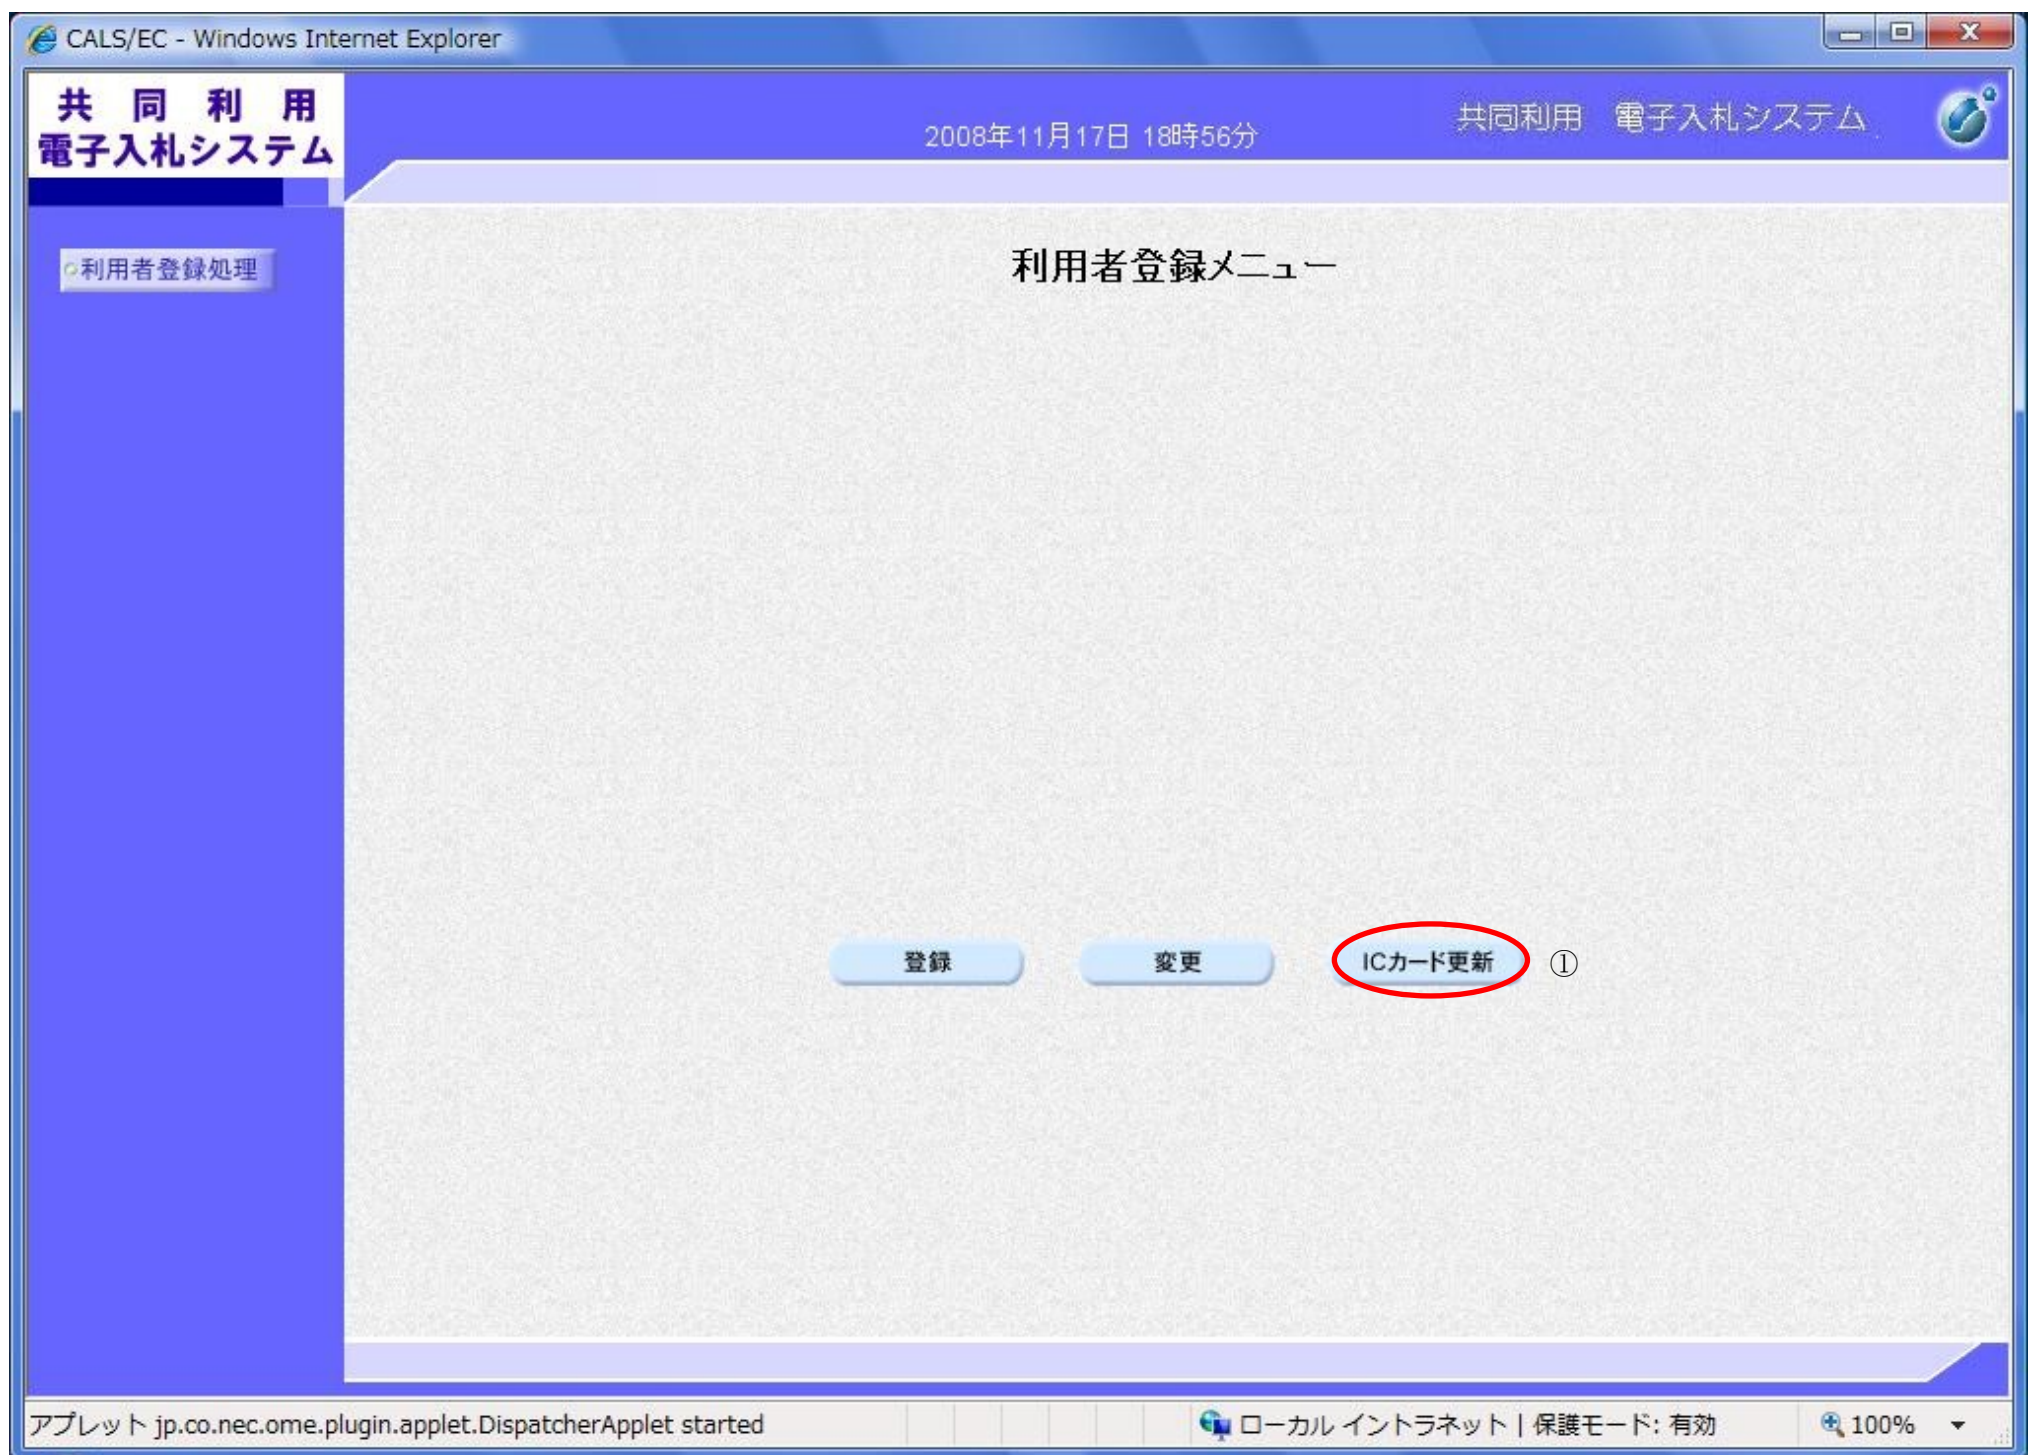 CALS/EC - Windows Internet Explorer
共同利用
電子入札システム
2008年11月17日 18時56分
共同利用 電子入札システム
利用者登録処理
利用者登録メニュー
登録 変更 ICカード更新 ①
アプレット jp.co.nec.ome.plugin.applet.DispatcherApplet started ローカル イントラネット | 保護モード: 有効 100%